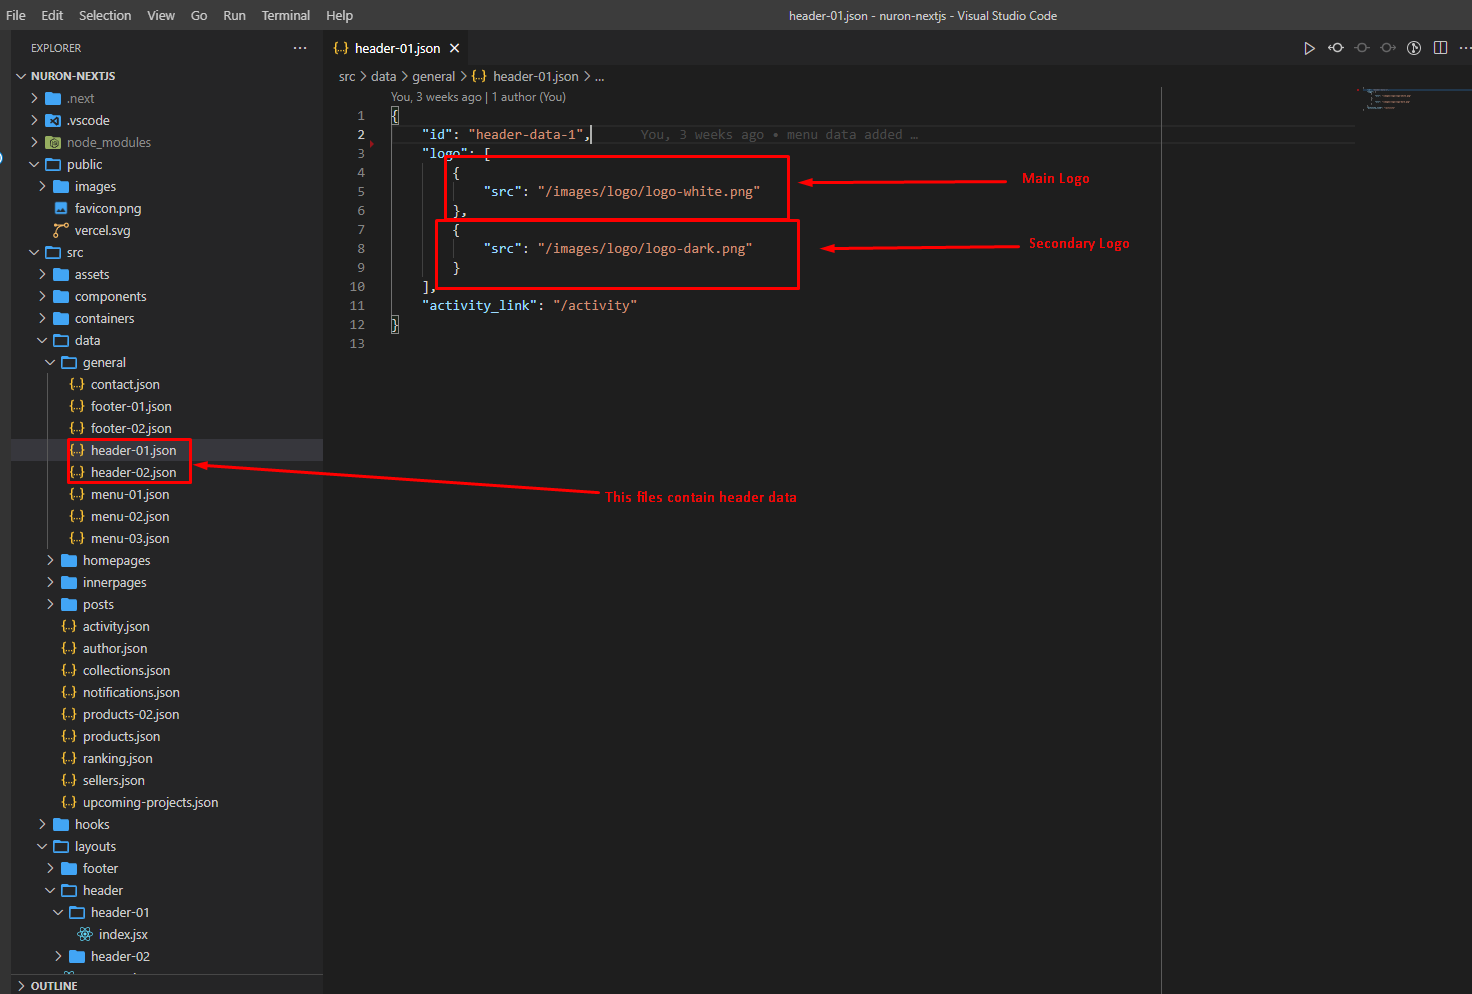 File Edit Selection View Go Run Terminal Help
header-01.json - nuron-nextjs - Visual Studio Code
EXPLORER
NURON-NEXTJS
.next
.vscode
node_modules
public
images
favicon.png
vercel.svg
src
assets
components
containers
data
general
contact.json
footer-01.json
footer-02.json
header-01.json
header-02.json
menu-01.json
menu-02.json
menu-03.json
homepages
innerpages
posts
activity.json
author.json
collections.json
notifications.json
products-02.json
products.json
ranking.json
sellers.json
upcoming-projects.json
hooks
layouts
footer
header
header-01
index.jsx
header-02
OUTLINE
header-01.json
src > data > general > {..} header-01.json > ...
You, 3 weeks ago | 1 author (You)
1 {
2 "id": "header-data-1", You, 3 weeks ago • menu data added …
3 "logo": [
4 {
5 "src": "/images/logo/logo-white.png"
6 },
7 {
8 "src": "/images/logo/logo-dark.png"
9 }
10 ],
11 "activity_link": "/activity"
12 }
13
Main Logo
Secondary Logo
This files contain header data